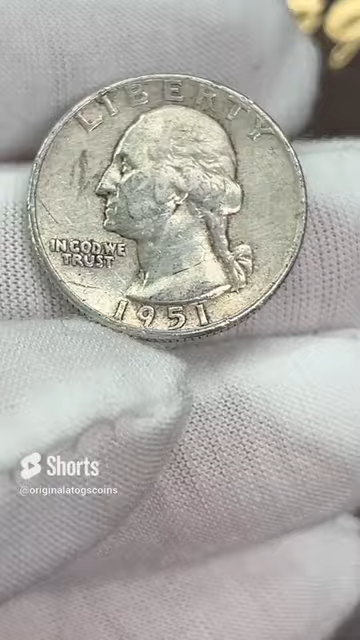 LIBERTY
IN GOD WE
TRUST
1951
Shorts
@originalatogscoins